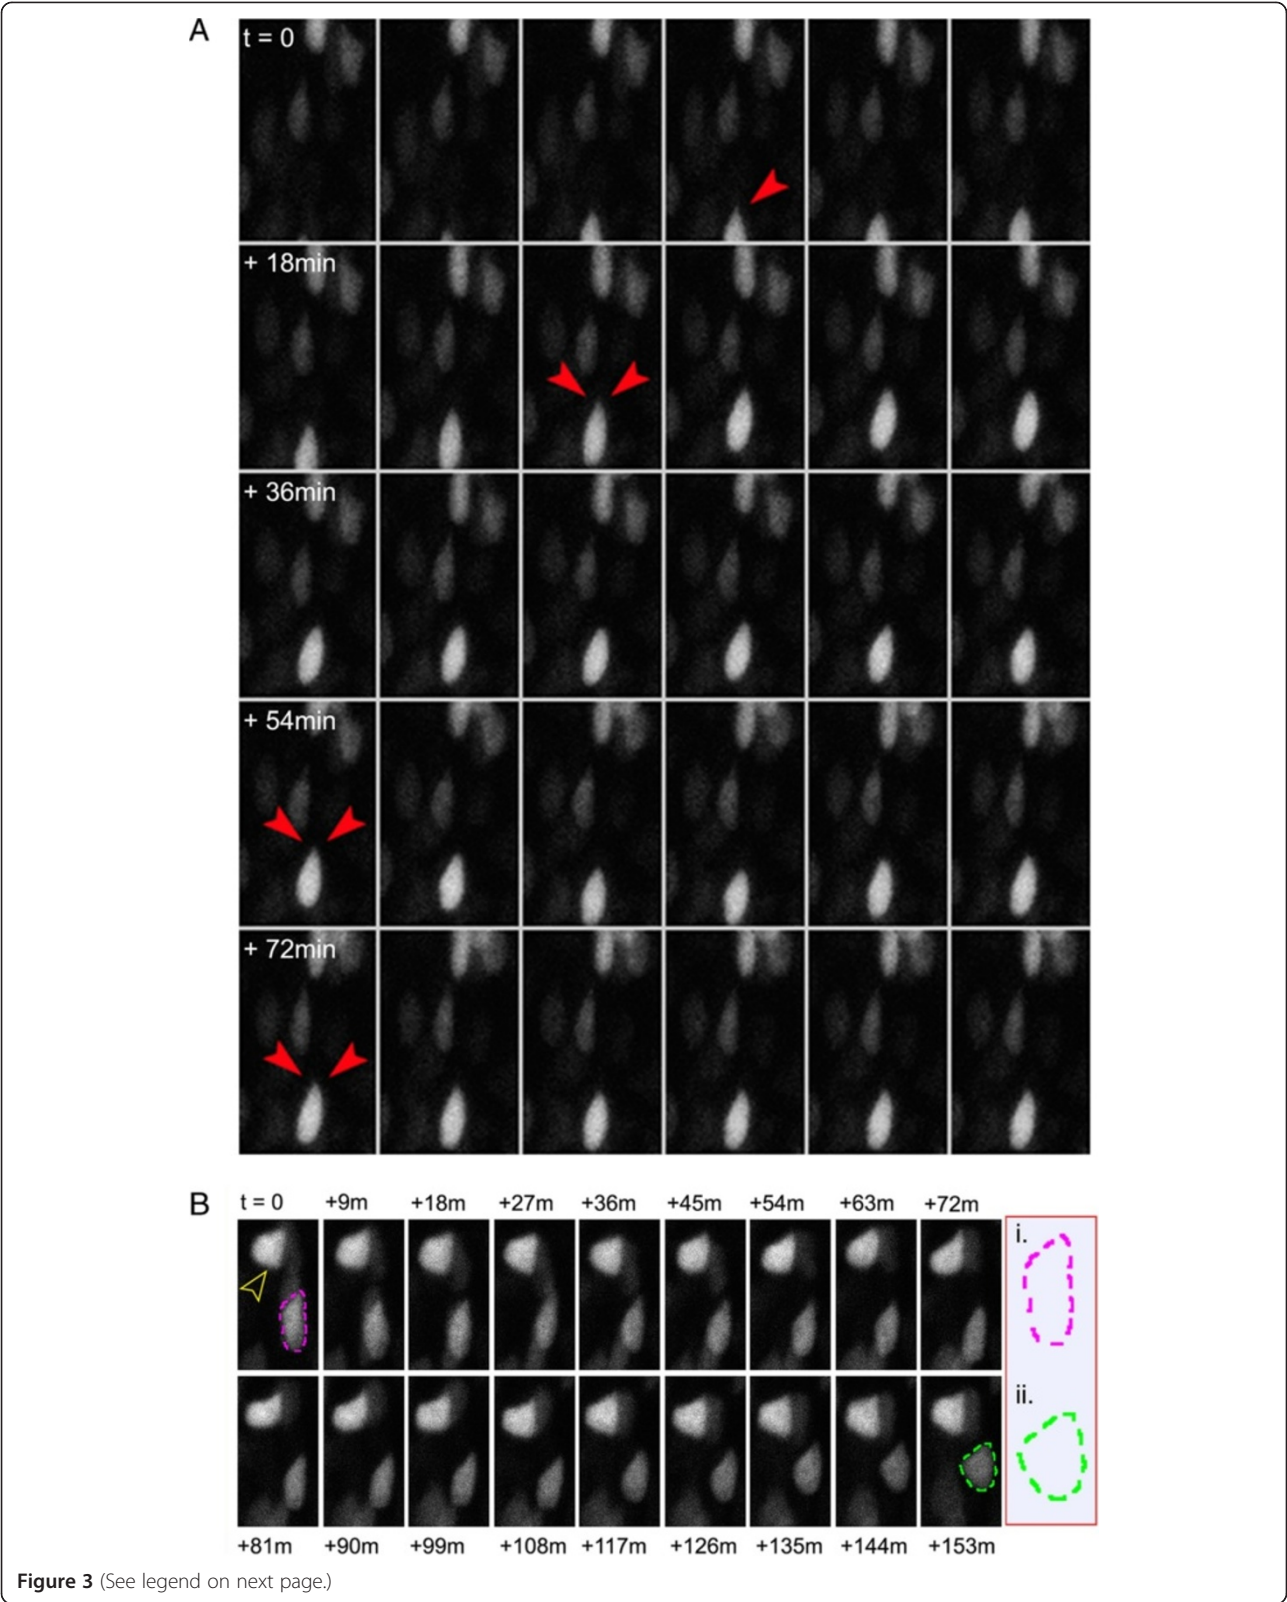 A
t = 0
+ 18min
+ 36min
+ 54min
+ 72min
B
t = 0 +9m +18m +27m +36m +45m +54m +63m +72m
i.
ii.
+81m +90m +99m +108m +117m +126m +135m +144m +153m
Figure 3 (See legend on next page.)